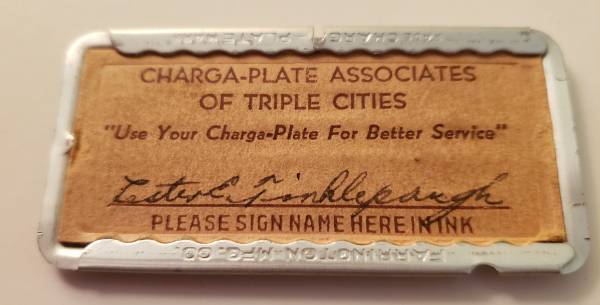 CHARGA-PLATE ASSOCIATES
OF TRIPLE CITIES
"Use Your Charga-Plate For Better Service"
Lester E. Tinklepaugh
PLEASE SIGN NAME HERE IN INK
FARRINGTON MFG. CO.